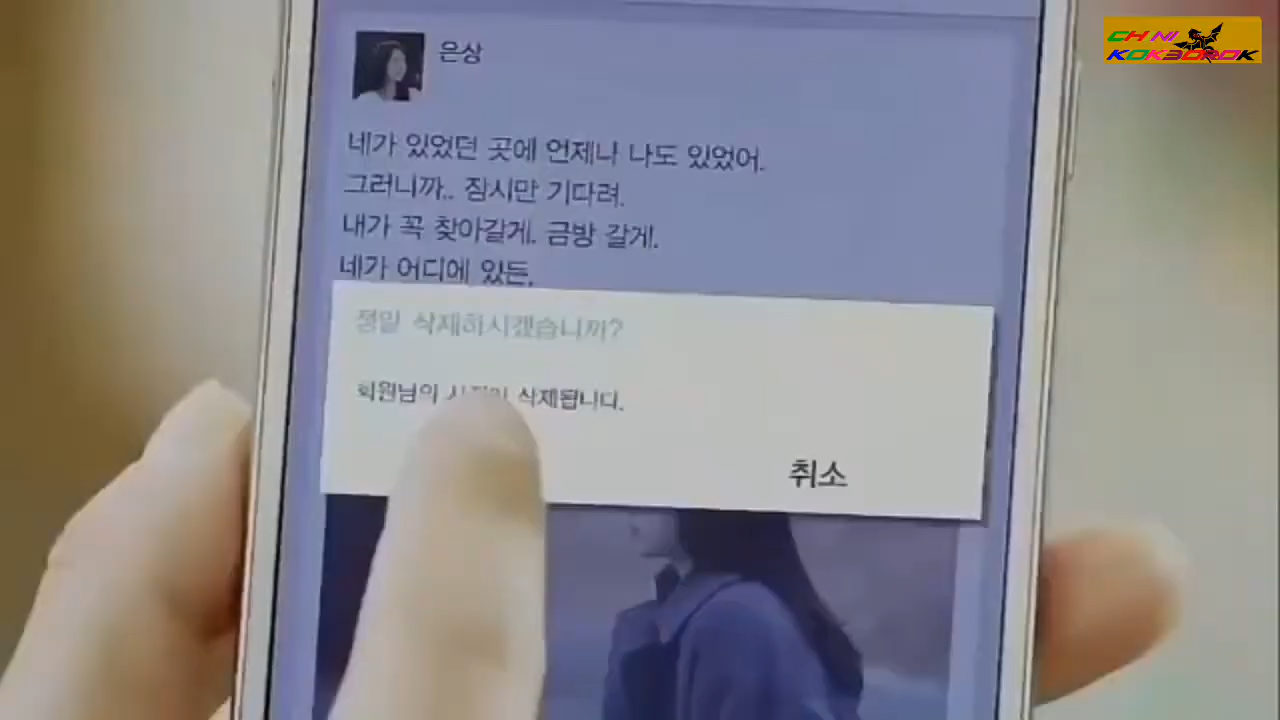 CHNI
KOKBOROK
은상
네가 있었던 곳에 언제나 나도 있었어.
그러니까.. 잠시만 기다려.
내가 꼭 찾아갈게. 금방 갈게.
네가 어디에 있든.
정말 삭제하시겠습니까?
회원님의 삭제됩니다.
취소